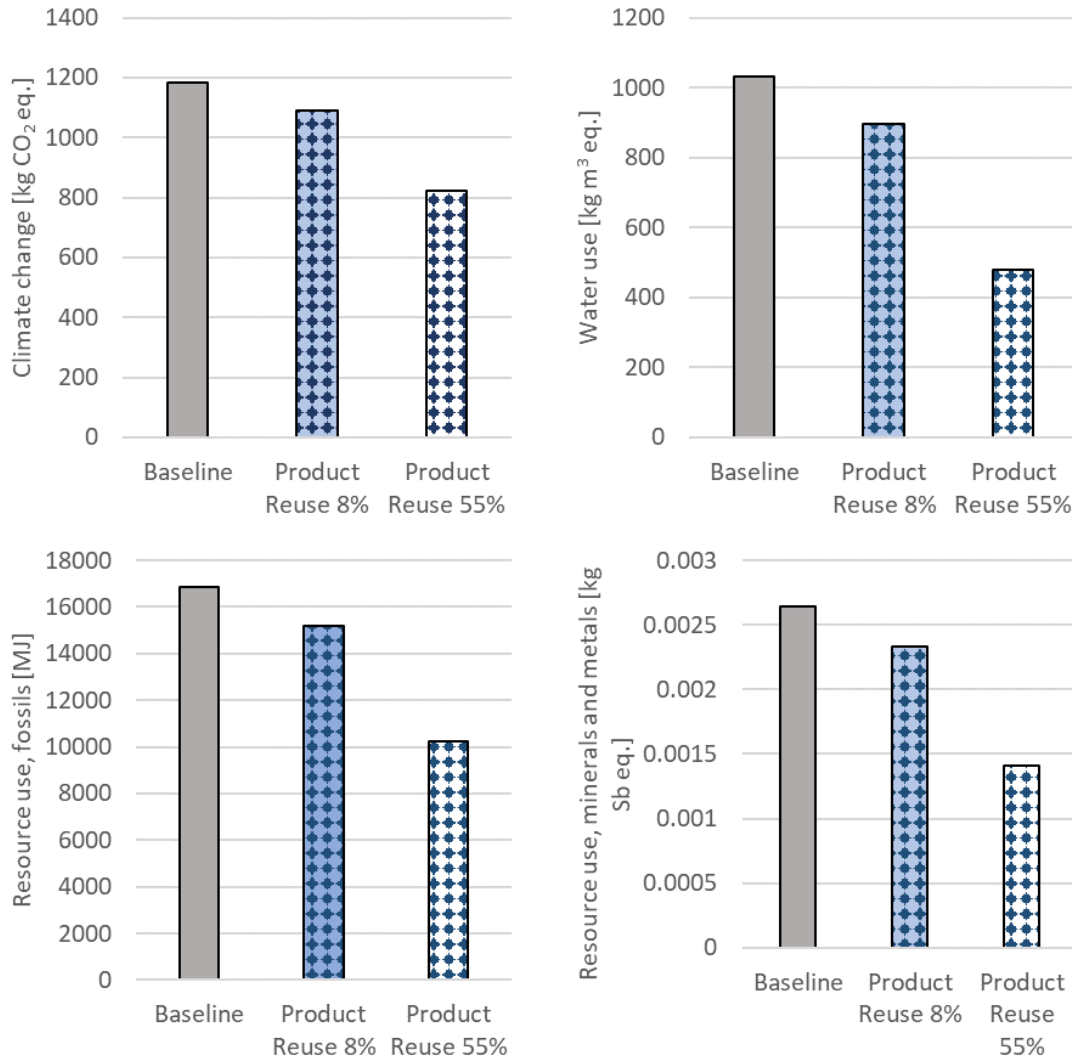 Climate change [kg CO₂ eq.]
1400
1200
1000
800
600
400
200
0
Baseline
Product
Reuse 8%
Product
Reuse 55%
Water use [kg m³ eq.]
1200
1000
800
600
400
200
0
Baseline
Product
Reuse 8%
Product
Reuse 55%
Resource use, fossils [MJ]
18000
16000
14000
12000
10000
8000
6000
4000
2000
0
Baseline
Product
Reuse 8%
Product
Reuse 55%
Resource use, minerals and metals [kg
Sb eq.]
0.003
0.0025
0.002
0.0015
0.001
0.0005
0
Baseline
Product
Reuse 8%
Product
Reuse
55%